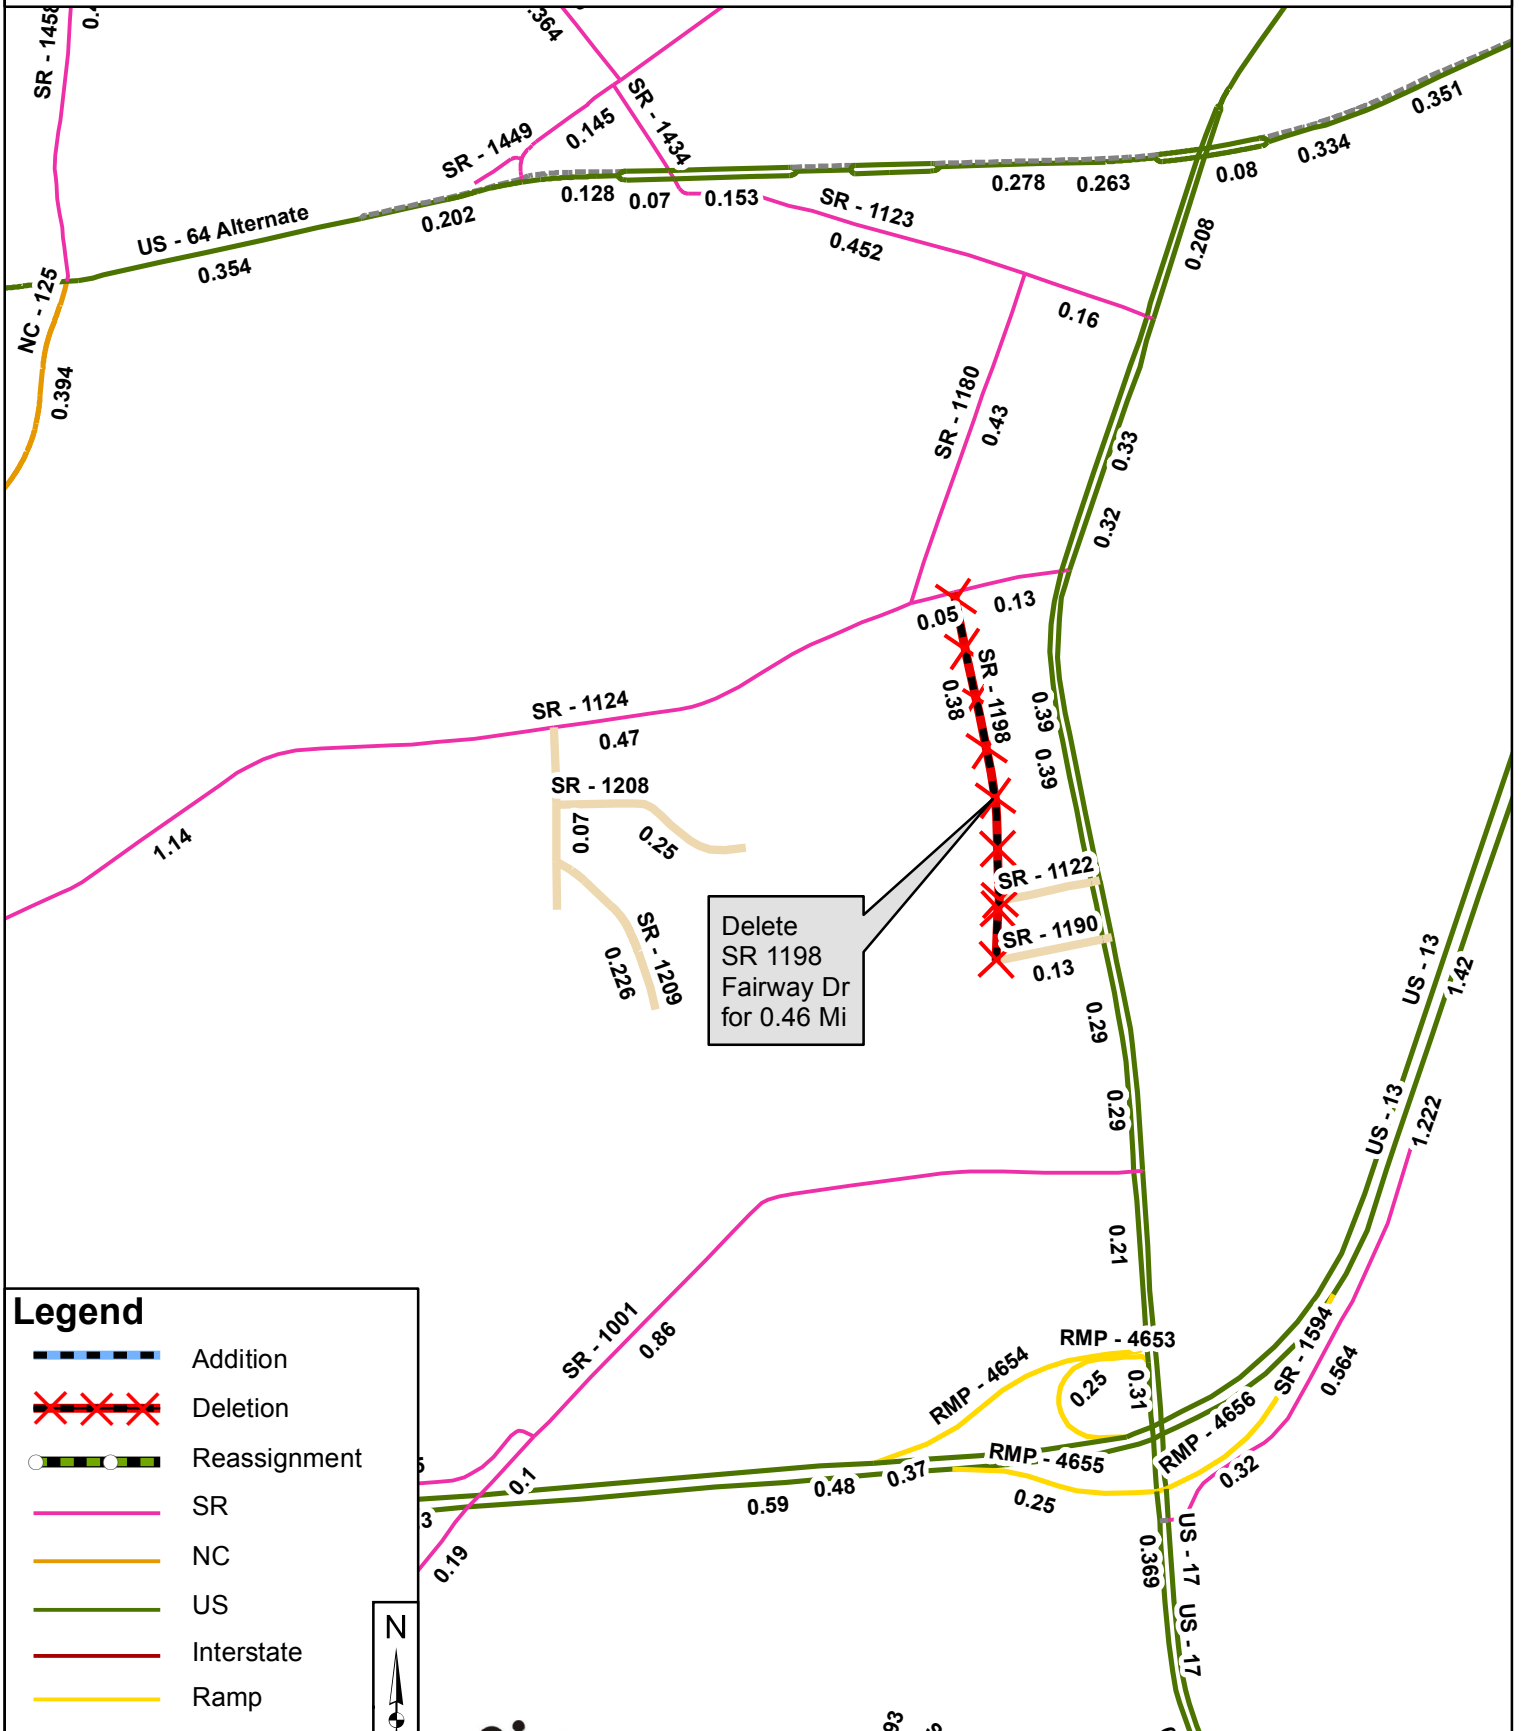 SR - 1458
.364
SR - 1434
0.145
SR - 1449
US - 64 Alternate
0.354
0.202
0.128
0.07
0.153
SR - 1123
0.452
0.278
0.263
0.08
0.334
0.351
0.208
0.16
NC - 125
0.394
SR - 1180
0.43
0.33
0.32
0.05
0.13
SR - 1198
0.38
0.39
0.39
SR - 1124
0.47
1.14
SR - 1208
0.07
0.25
SR - 1209
0.226
SR - 1122
SR - 1190
0.13
Delete
SR 1198
Fairway Dr
for 0.46 Mi
0.29
0.29
0.21
US - 13
1.42
US - 13
1.222
SR - 1001
0.86
0.1
0.19
RMP - 4653
RMP - 4654
0.25
0.31
RMP - 4655
RMP - 4656
SR - 1594
0.564
0.32
0.59
0.48
0.37
0.25
0.369
US - 17
US - 17
Legend
Addition
Deletion
Reassignment
SR
NC
US
Interstate
Ramp
N